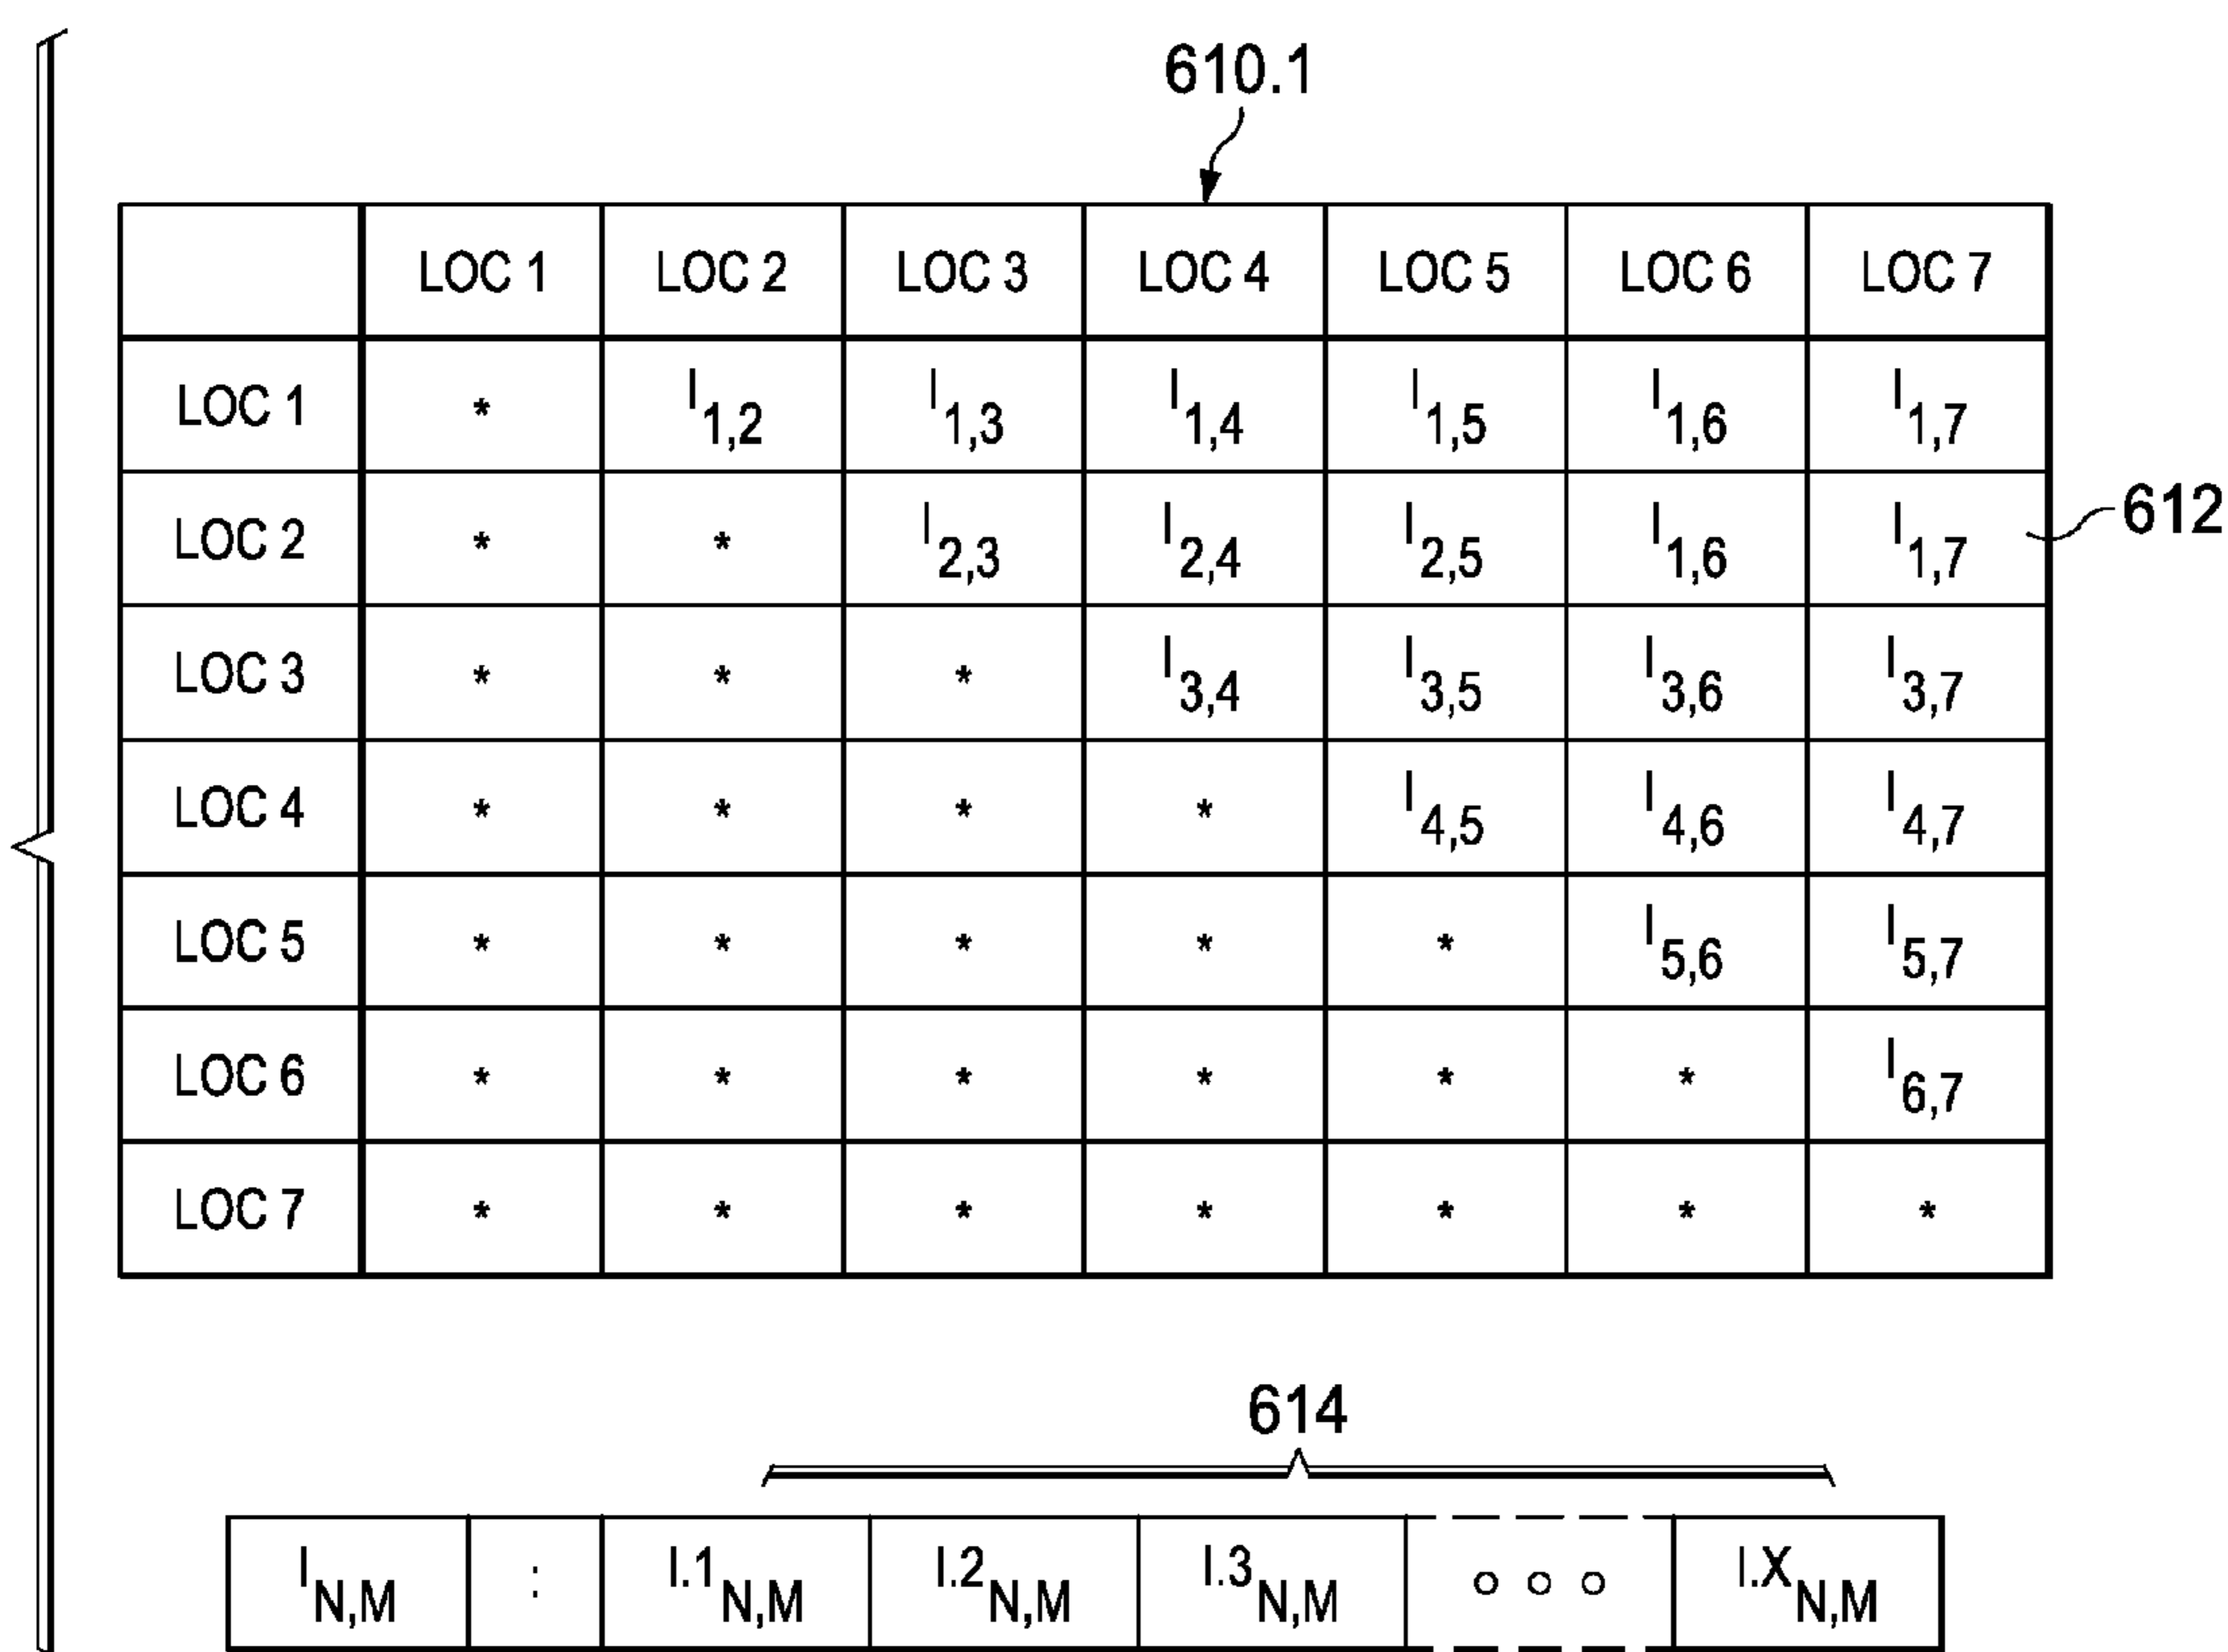 610.1
LOC 1 LOC 2 LOC 3 LOC 4 LOC 5 LOC 6 LOC 7
LOC 1 * I1,2 I1,3 I1,4 I1,5 I1,6 I1,7
LOC 2 * * I2,3 I2,4 I2,5 I1,6 I1,7 612
LOC 3 * * * I3,4 I3,5 I3,6 I3,7
LOC 4 * * * * I4,5 I4,6 I4,7
LOC 5 * * * * * I5,6 I5,7
LOC 6 * * * * * * I6,7
LOC 7 * * * * * * *
614
IN,M : I.1N,M I.2N,M I.3N,M ○ ○ ○ I.XN,M